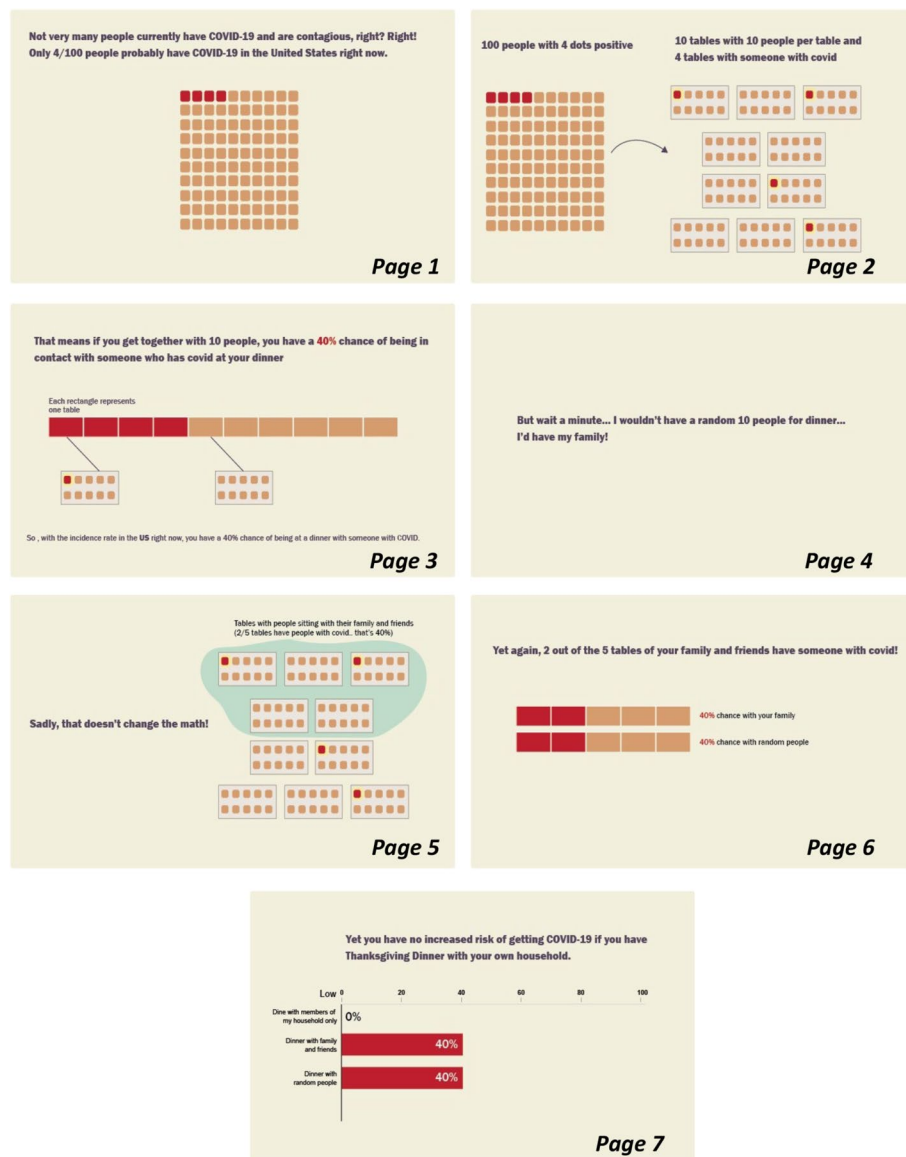 Not very many people currently have COVID-19 and are contagious, right? Right!
Only 4/100 people probably have COVID-19 in the United States right now.
Page 1
100 people with 4 dots positive
10 tables with 10 people per table and
4 tables with someone with covid
Page 2
That means if you get together with 10 people, you have a 40% chance of being in
contact with someone who has covid at your dinner
Each rectangle represents
one table
So , with the incidence rate in the US right now, you have a 40% chance of being at a dinner with someone with COVID.
Page 3
But wait a minute... I wouldn't have a random 10 people for dinner...
I'd have my family!
Page 4
Tables with people sitting with their family and friends
(2/5 tables have people with covid.. that's 40%)
Sadly, that doesn't change the math!
Page 5
Yet again, 2 out of the 5 tables of your family and friends have someone with covid!
40% chance with your family
40% chance with random people
Page 6
Yet you have no increased risk of getting COVID-19 if you have
Thanksgiving Dinner with your own household.
Low 0 20 40 60 80 100
Dine with members of
my household only
0%
Dinner with family
and friends
40%
Dinner with
random people
40%
Page 7